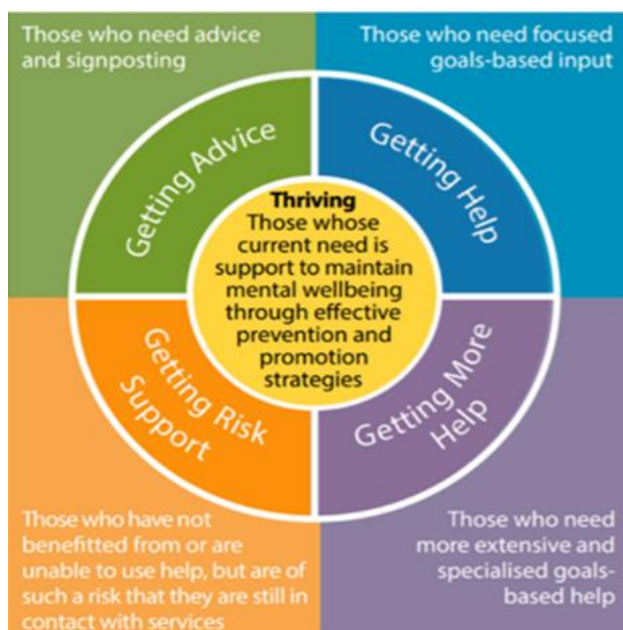 Those who need advice
and signposting
Those who need focused
goals-based input
Getting Advice
Getting Help
Thriving
Those whose
current need is
support to maintain
mental wellbeing
through effective
prevention and
promotion
strategies
Getting Risk
Support
Getting More
Help
Those who have not
benefitted from or are
unable to use help, but are of
such a risk that they are still in
contact with services
Those who need
more extensive and
specialised goals-
based help